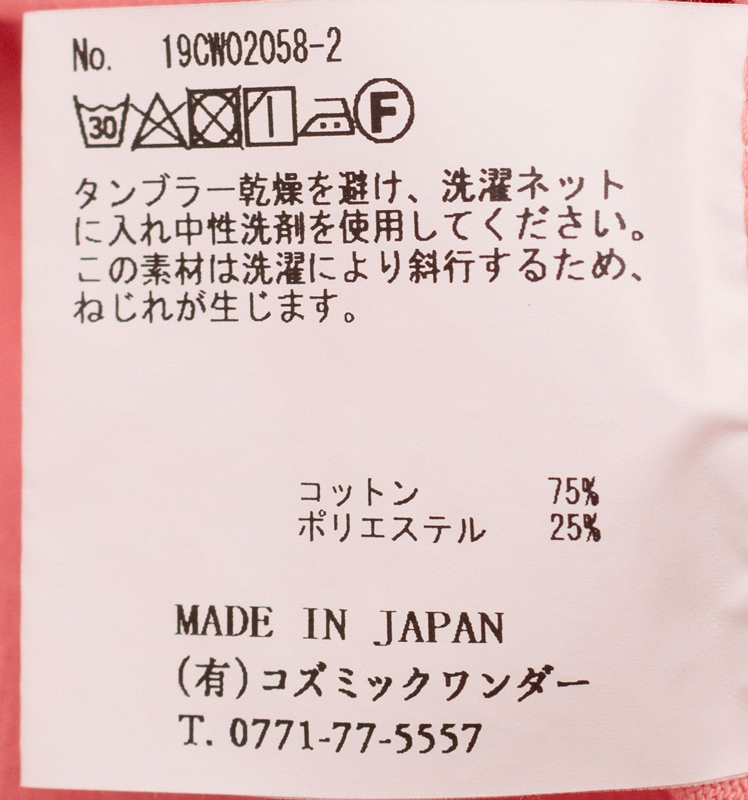 No. 19CW02058-2
30 F
タンブラー乾燥を避け、洗濯ネット
に入れ中性洗剤を使用してください。
この素材は洗濯により斜行するため、
ねじれが生じます。
コットン 75%
ポリエステル 25%
MADE IN JAPAN
(有)コズミックワンダー
T. 0771-77-5557